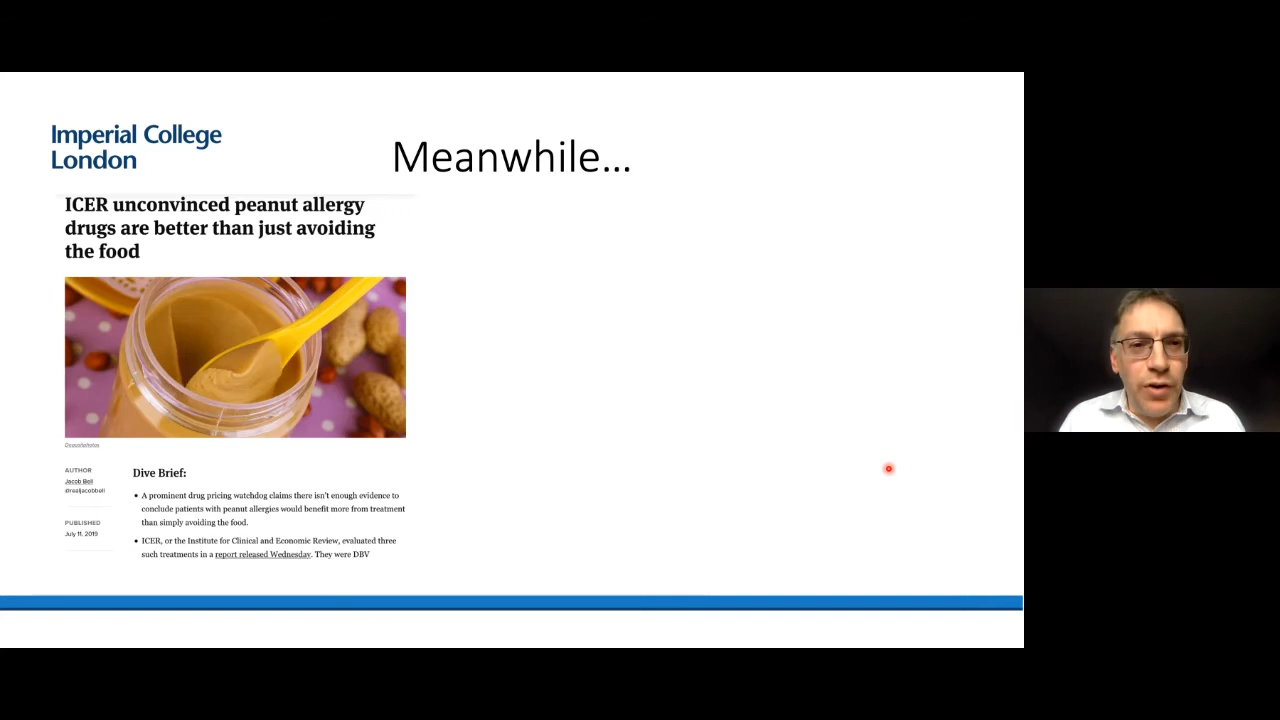 Imperial College
London
Meanwhile...
ICER unconvinced peanut allergy
drugs are better than just avoiding
the food
Depositphotos
AUTHOR
Jacob Bell
@realjacobbell
PUBLISHED
July 11, 2019
Dive Brief:
• A prominent drug pricing watchdog claims there isn't enough evidence to
conclude patients with peanut allergies would benefit more from treatment
than simply avoiding the food.
• ICER, or the Institute for Clinical and Economic Review, evaluated three
such treatments in a report released Wednesday. They were DBV